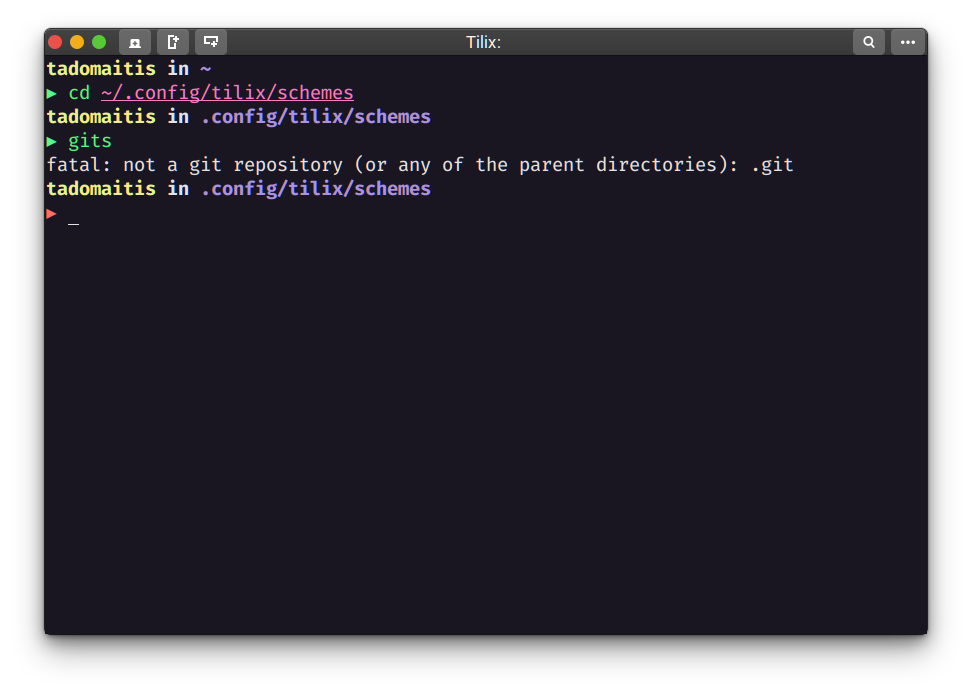 Tilix:
tadomaitis in ~
▶ cd ~/.config/tilix/schemes
tadomaitis in .config/tilix/schemes
▶ gits
fatal: not a git repository (or any of the parent directories): .git
tadomaitis in .config/tilix/schemes
▶ _